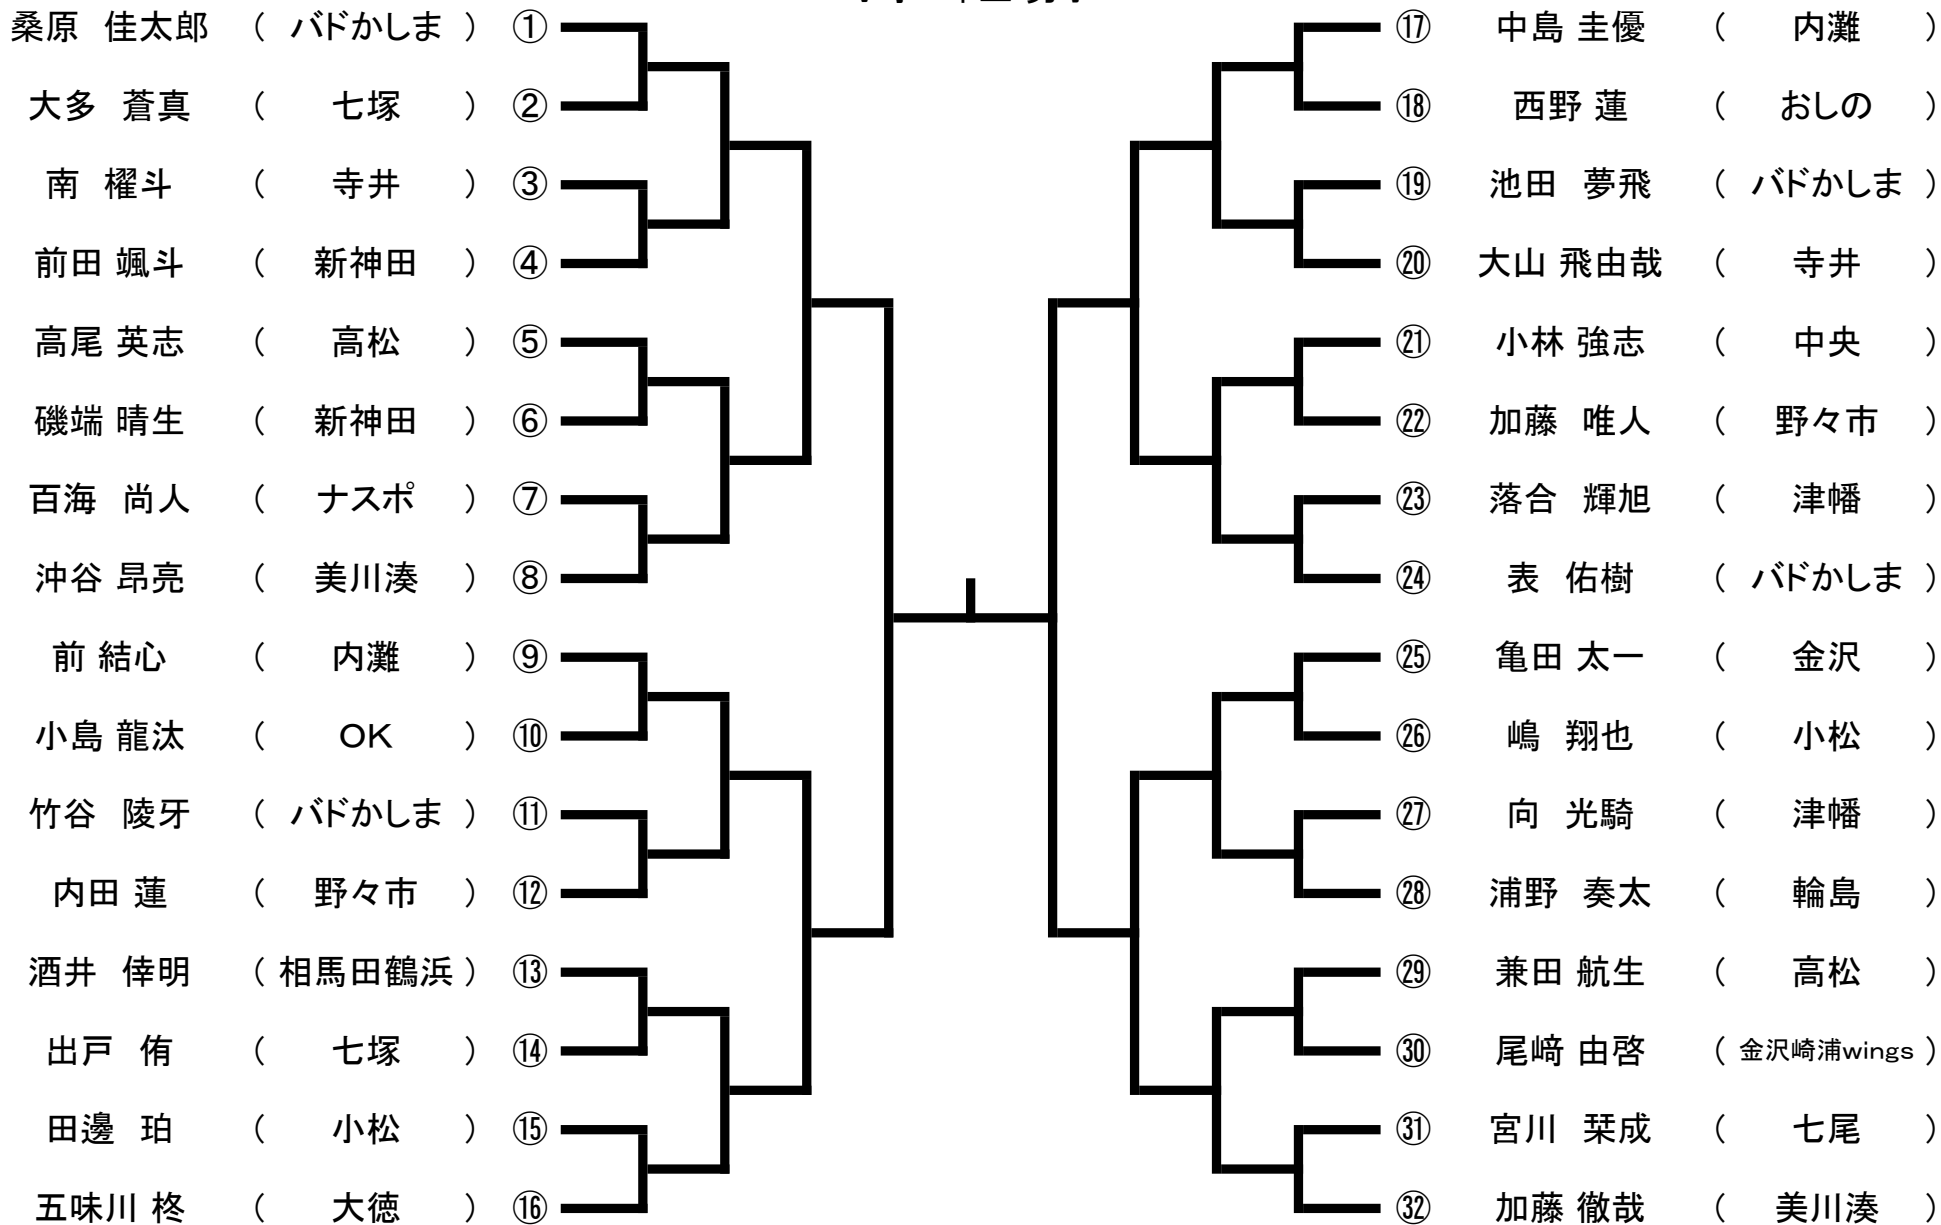 桑原 佳太郎 ( バドかしま ) ①
大多 蒼真 ( 七塚 ) ②
南 櫂斗 ( 寺井 ) ③
前田 颯斗 ( 新神田 ) ④
高尾 英志 ( 高松 ) ⑤
磯端 晴生 ( 新神田 ) ⑥
百海 尚人 ( ナスポ ) ⑦
沖谷 昂亮 ( 美川湊 ) ⑧
前 結心 ( 内灘 ) ⑨
小島 龍汰 ( OK ) ⑩
竹谷 陵牙 ( バドかしま ) ⑪
内田 蓮 ( 野々市 ) ⑫
酒井 倖明 ( 相馬田鶴浜 ) ⑬
出戸 侑 ( 七塚 ) ⑭
田邊 珀 ( 小松 ) ⑮
五味川 柊 ( 大徳 ) ⑯
⑰ 中島 圭優 ( 内灘 )
⑱ 西野 蓮 ( おしの )
⑲ 池田 夢飛 ( バドかしま )
⑳ 大山 飛由哉 ( 寺井 )
㉑ 小林 強志 ( 中央 )
㉒ 加藤 唯人 ( 野々市 )
㉓ 落合 輝旭 ( 津幡 )
㉔ 表 佑樹 ( バドかしま )
㉕ 亀田 太一 ( 金沢 )
㉖ 嶋 翔也 ( 小松 )
㉗ 向 光騎 ( 津幡 )
㉘ 浦野 奏太 ( 輪島 )
㉙ 兼田 航生 ( 高松 )
㉚ 尾﨑 由啓 ( 金沢崎浦wings )
㉛ 宮川 栞成 ( 七尾 )
㉜ 加藤 徹哉 ( 美川湊 )